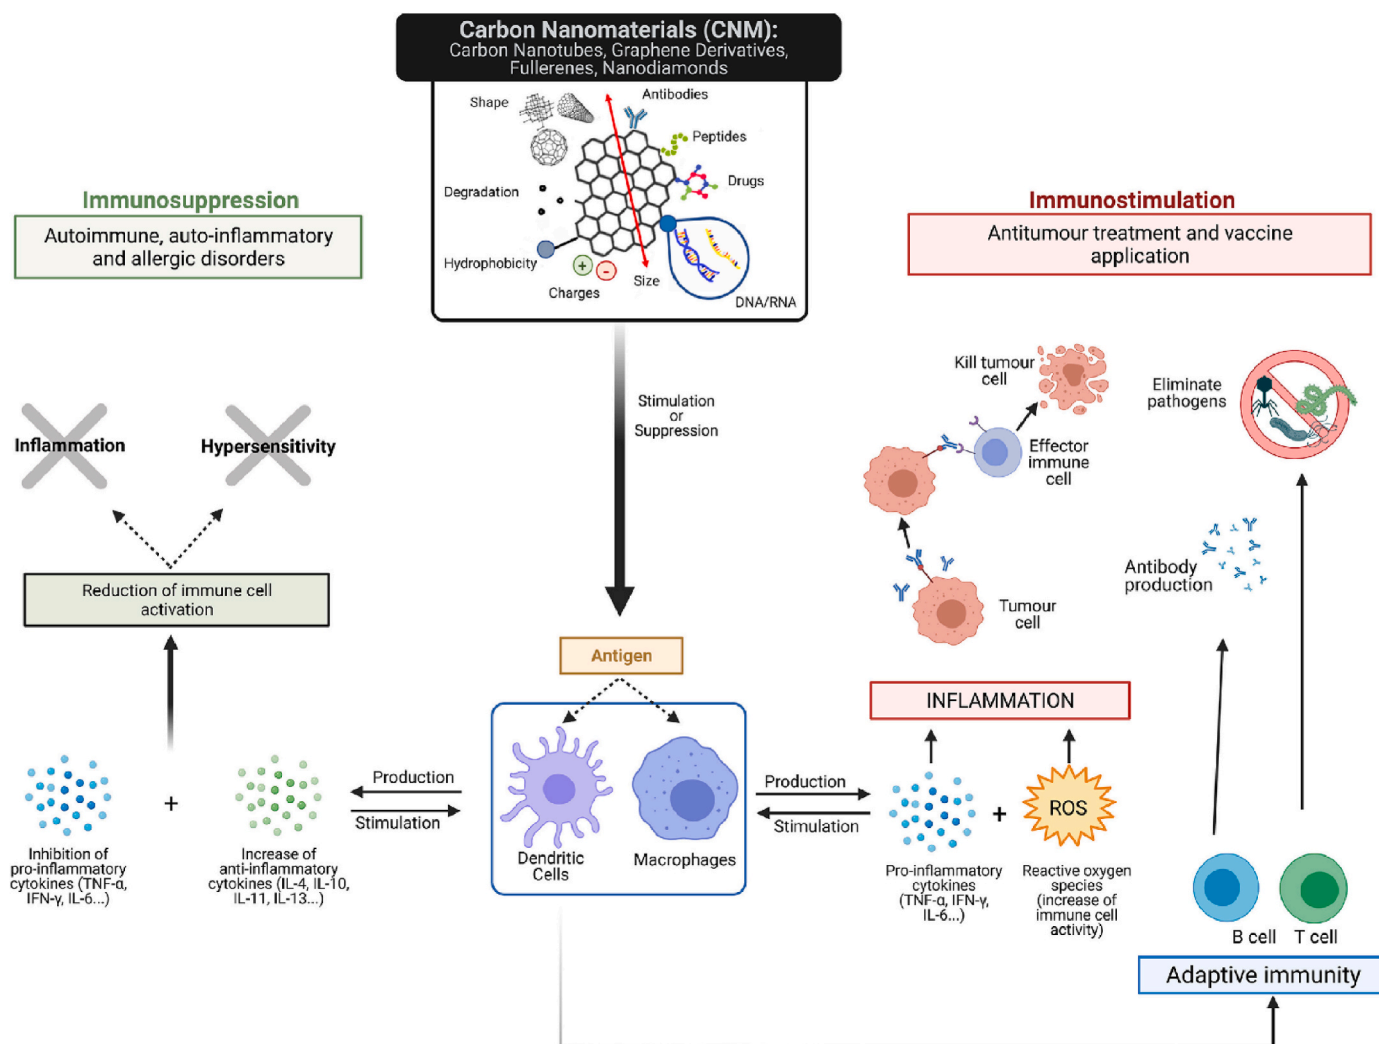 Carbon Nanomaterials (CNM):
Carbon Nanotubes, Graphene Derivatives,
Fullerenes, Nanodiamonds
Shape
Antibodies
Peptides
Drugs
Degradation
Hydrophobicity
Charges
+
-
Size
DNA/RNA
Immunosuppression
Autoimmune, auto-inflammatory
and allergic disorders
Immunostimulation
Antitumour treatment and vaccine
application
Stimulation
or
Suppression
Inflammation
Hypersensitivity
Reduction of immune cell
activation
Kill tumour
cell
Effector
immune
cell
Tumour
cell
Eliminate
pathogens
Antibody
production
Antigen
INFLAMMATION
Production
Stimulation
Dendritic
Cells
Macrophages
Production
Stimulation
+
Inhibition of
pro-inflammatory
cytokines (TNF-α,
IFN-γ, IL-6...)
Increase of
anti-inflammatory
cytokines (IL-4, IL-10,
IL-11, IL-13...)
+
ROS
Pro-inflammatory
cytokines
(TNF-α, IFN-γ,
IL-6...)
Reactive oxygen
species
(increase of
immune cell
activity)
B cell
T cell
Adaptive immunity